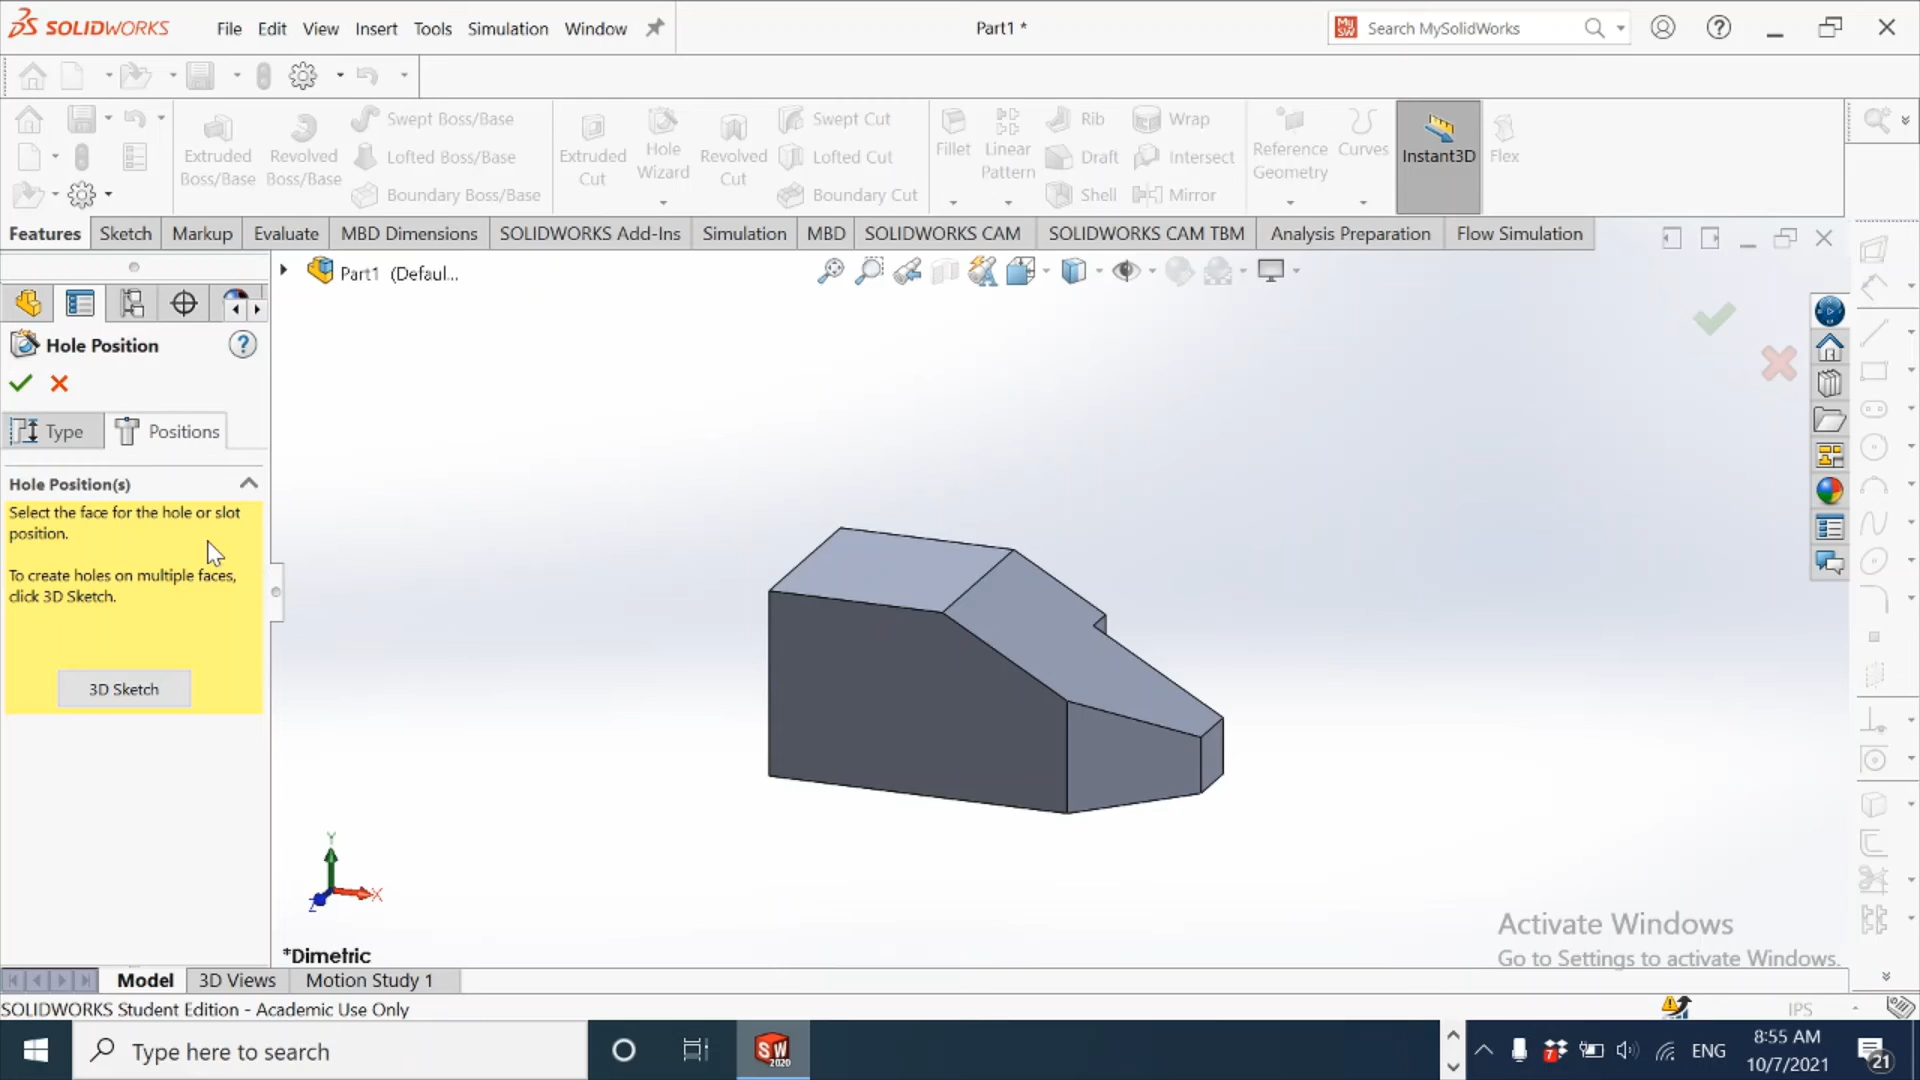 SOLIDWORKS
File Edit View Insert Tools Simulation Window
Part1 *
Search MySolidWorks
Extruded Boss/Base
Revolved Boss/Base
Swept Boss/Base
Lofted Boss/Base
Boundary Boss/Base
Extruded Cut
Hole Wizard
Revolved Cut
Swept Cut
Lofted Cut
Boundary Cut
Fillet
Linear Pattern
Rib
Draft
Shell
Wrap
Intersect
Mirror
Reference Geometry
Curves
Instant3D
Flex
Features Sketch Markup Evaluate MBD Dimensions SOLIDWORKS Add-Ins Simulation MBD SOLIDWORKS CAM SOLIDWORKS CAM TBM Analysis Preparation Flow Simulation
Part1 (Defaul...
Hole Position
?
Type Positions
Hole Position(s)
Select the face for the hole or slot
position.
To create holes on multiple faces,
click 3D Sketch.
3D Sketch
Y
X
Z
*Dimetric
Activate Windows
Go to Settings to activate Windows.
Model 3D Views Motion Study 1
SOLIDWORKS Student Edition - Academic Use Only
IPS
Type here to search
SW
2020
7
ENG
8:55 AM
10/7/2021
21